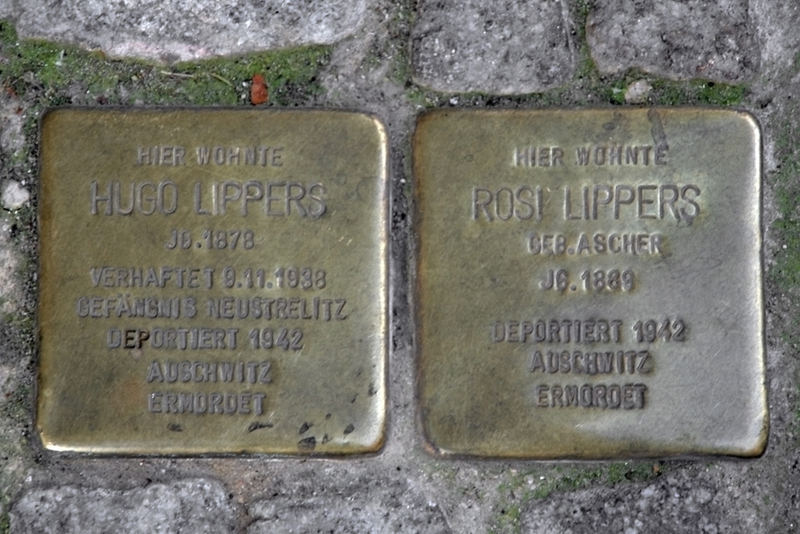 HIER WOHNTE
HUGO LIPPERS
JG.1878
VERHAFTET 9.11.1938
GEFÄNGNIS NEUSTRELITZ
DEPORTIERT 1942
AUSCHWITZ
ERMORDET
HIER WOHNTE
ROSI LIPPERS
GEB.ASCHER
JG.1889
DEPORTIERT 1942
AUSCHWITZ
ERMORDET